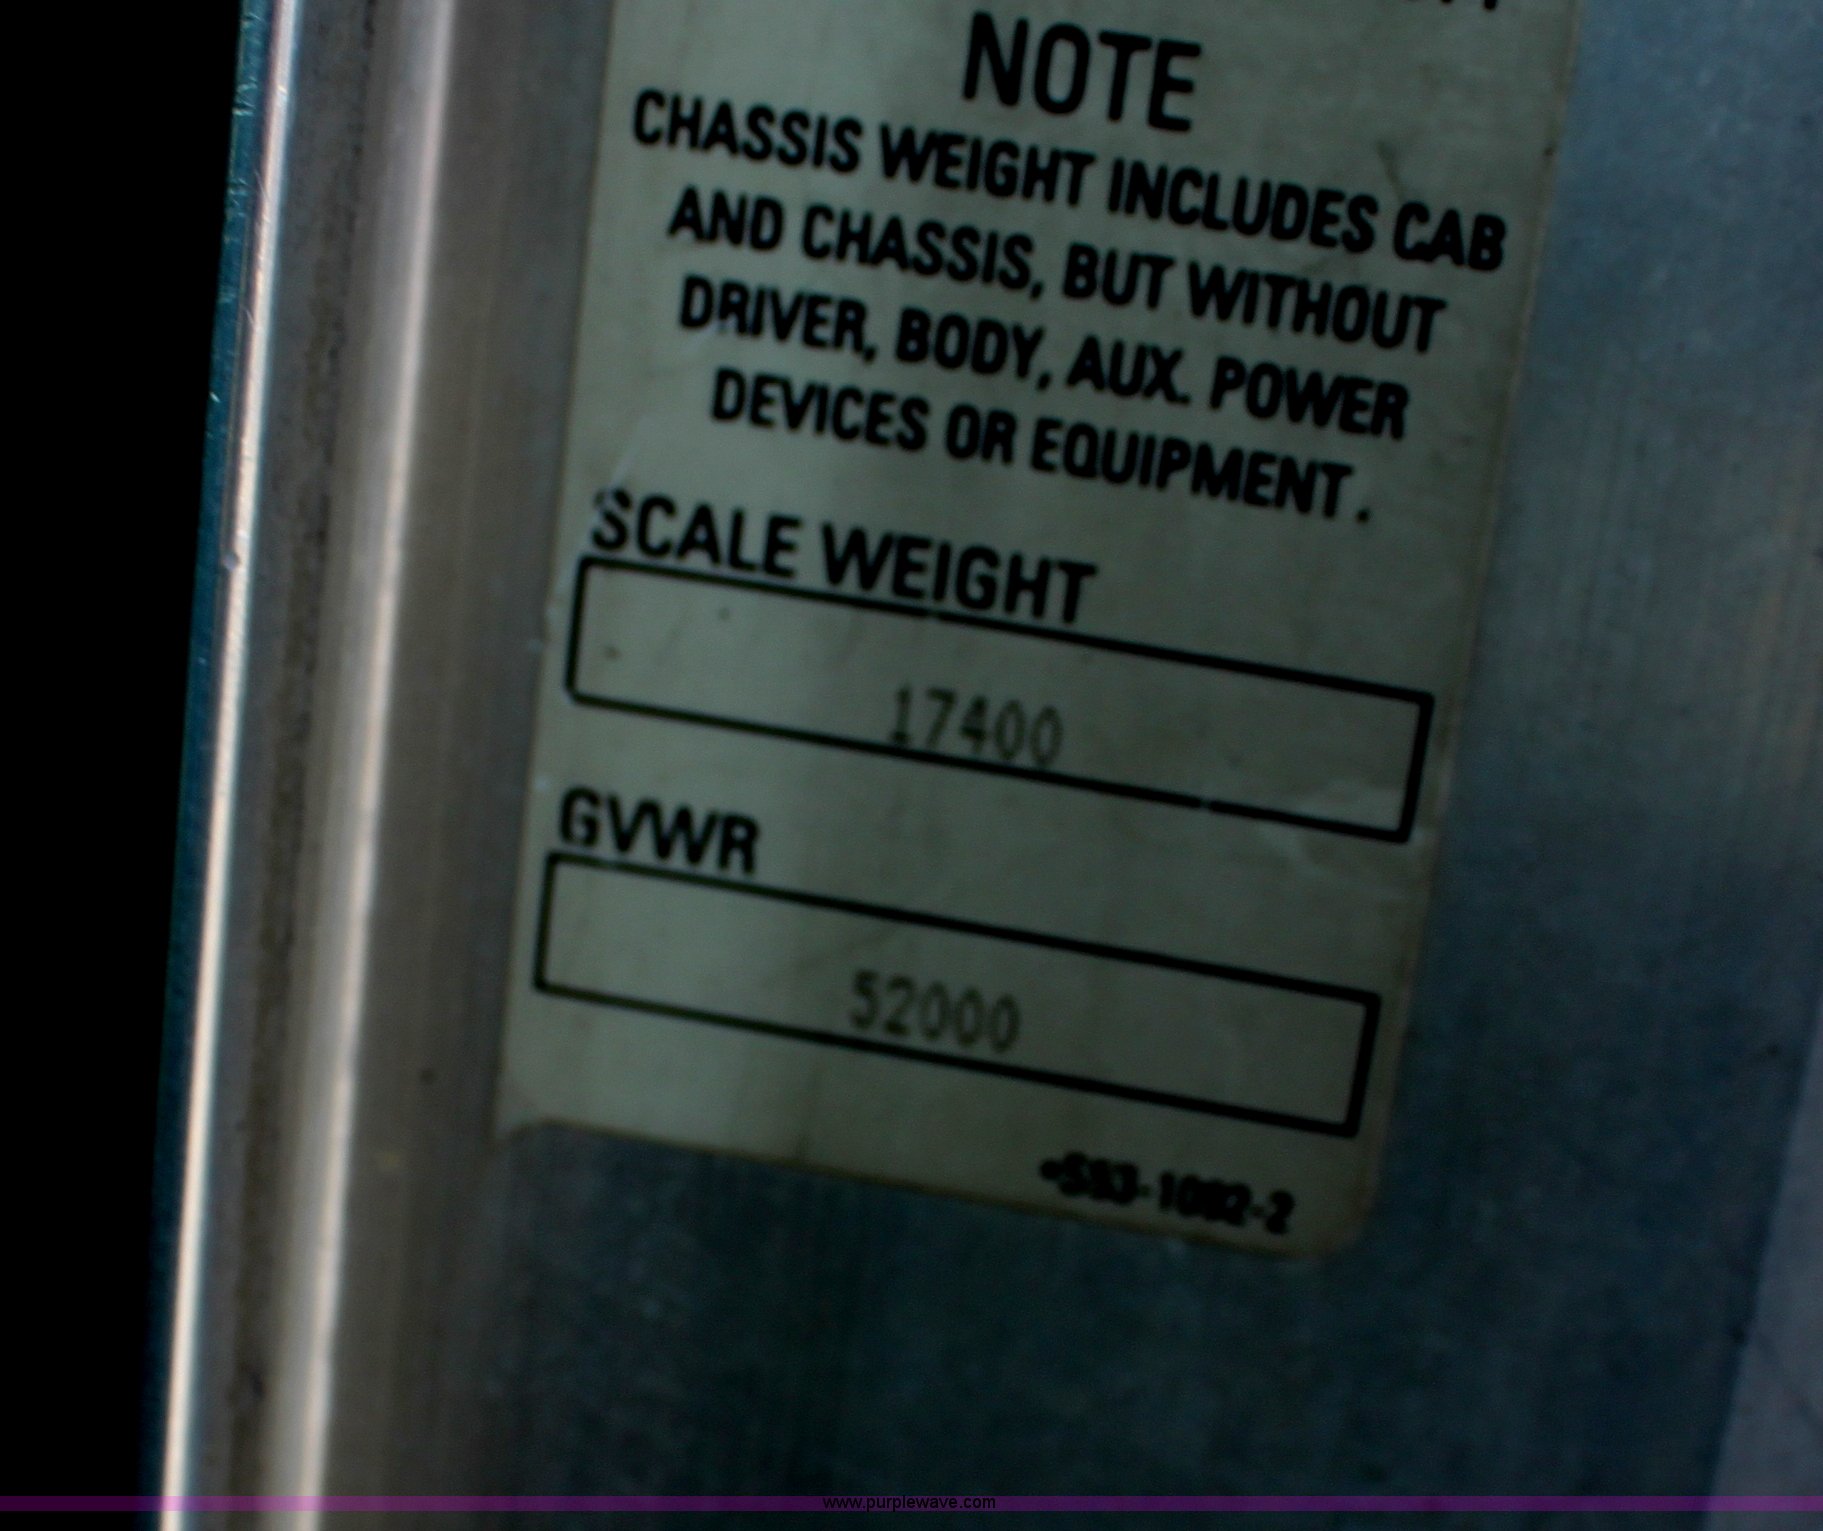 NOTE
CHASSIS WEIGHT INCLUDES CAB
AND CHASSIS, BUT WITHOUT
DRIVER, BODY, AUX. POWER
DEVICES OR EQUIPMENT.
SCALE WEIGHT
17400
GVWR
52000
www.purplewave.com